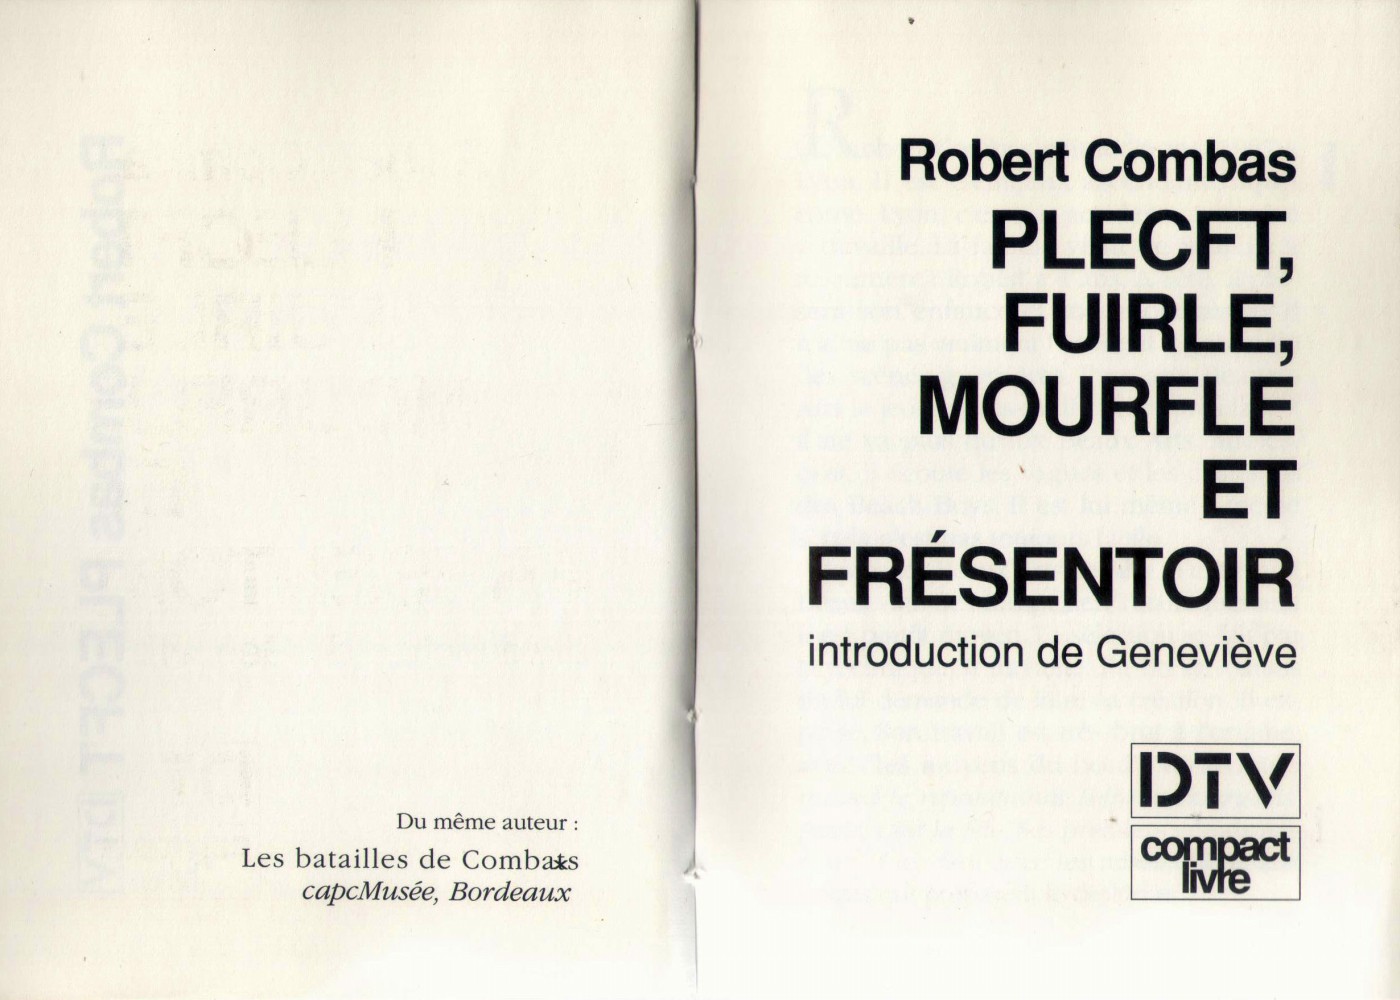 Du même auteur :
Les batailles de Combats
capcMusée, Bordeaux
Robert Combas
PLECFT,
FUIRLE,
MOURFLE
ET
FRÉSENTOIR
introduction de Geneviève
DTV
compact
livre